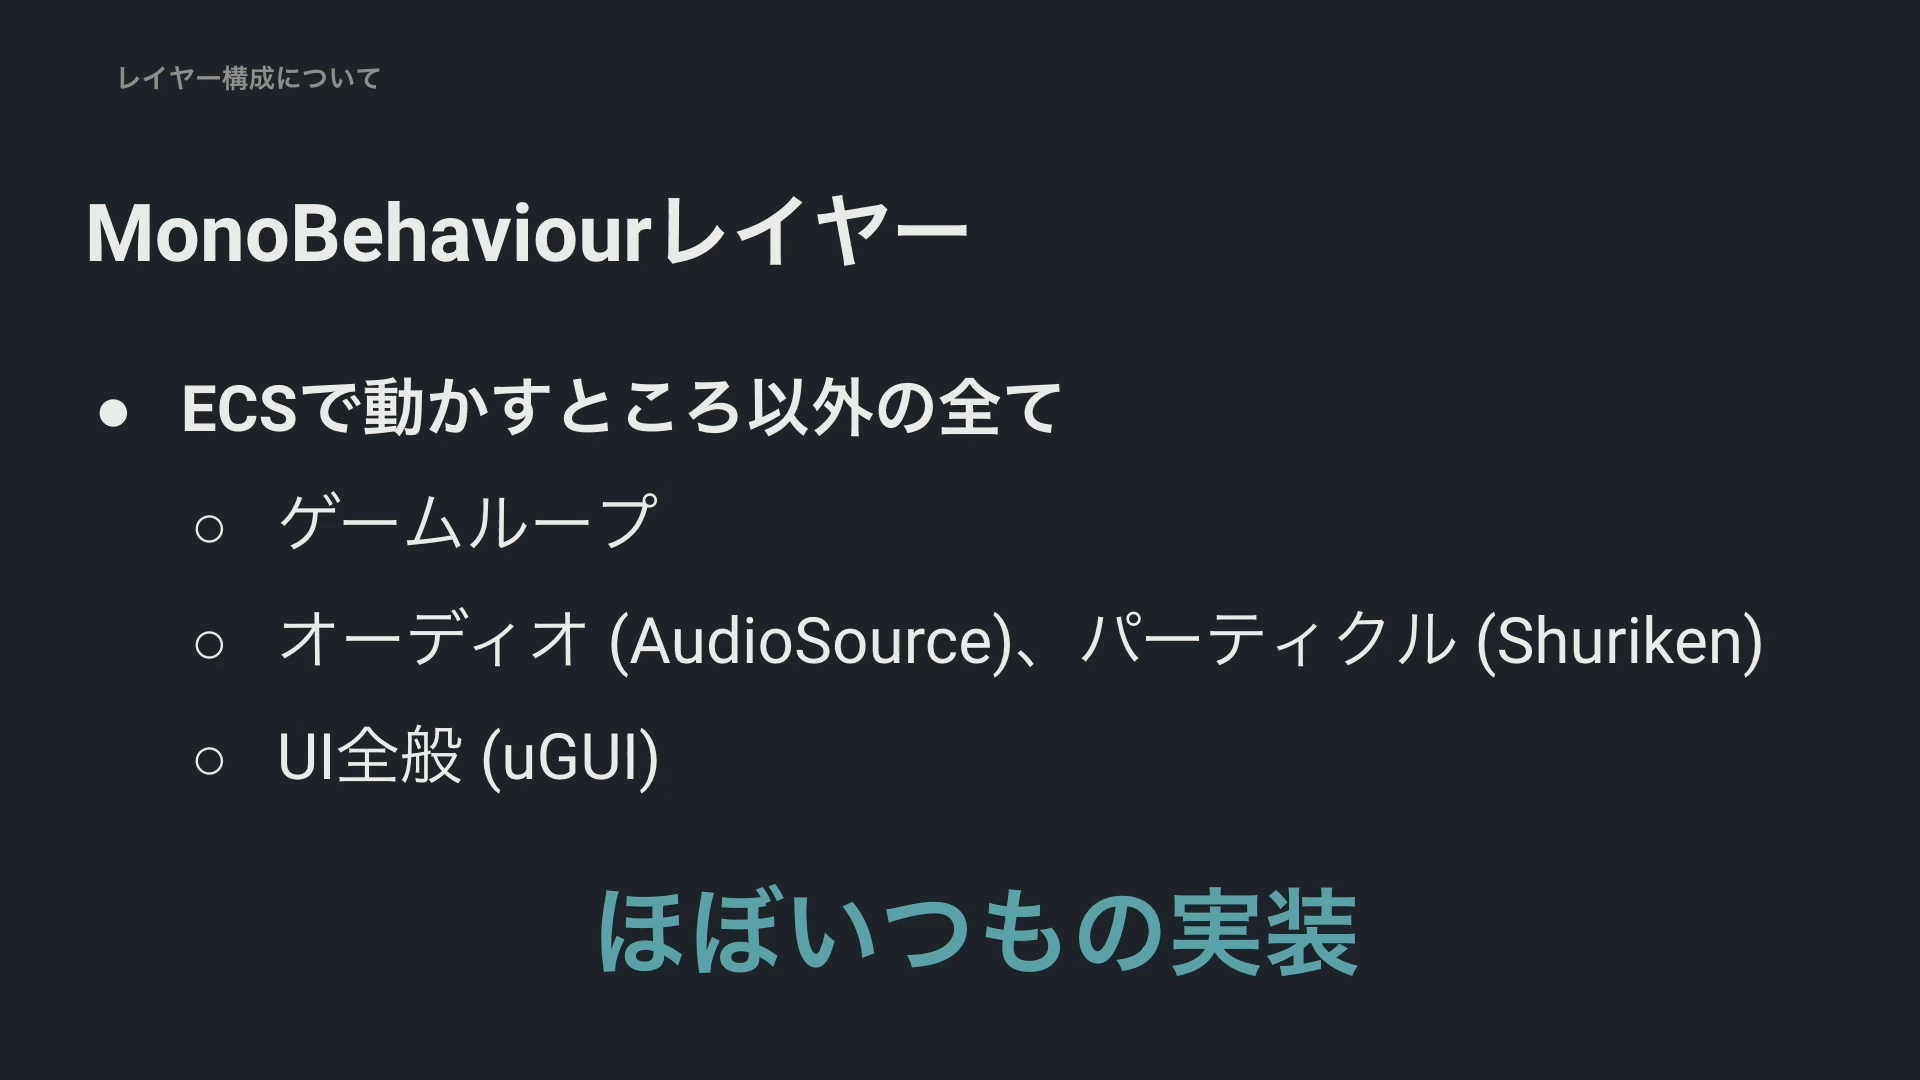 レイヤー構成について
MonoBehaviourレイヤー
● ECSで動かすところ以外の全て
○ ゲームループ
○ オーディオ (AudioSource)、パーティクル (Shuriken)
○ UI全般 (uGUI)
ほぼいつもの実装